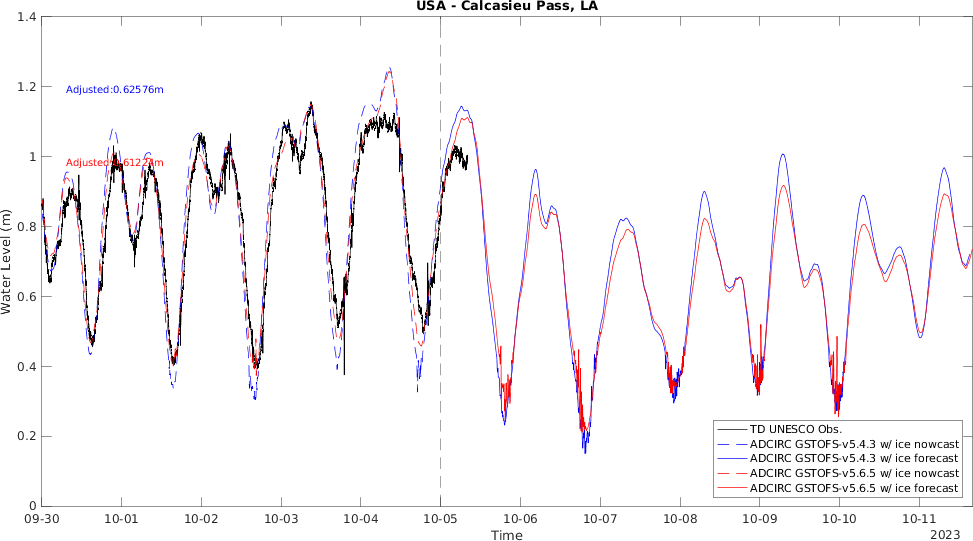 USA - Calcasieu Pass, LA
1.4
1.2
1
0.8
0.6
0.4
0.2
0
Water Level (m)
Adjusted:0.62576m
09-30
10-01
10-02
10-03
10-04
10-05
10-06
10-07
10-08
10-09
10-10
10-11
Time
2023
TD UNESCO Obs.
ADCIRC GSTOFS-v5.4.3 w/ ice nowcast
ADCIRC GSTOFS-v5.4.3 w/ ice forecast
ADCIRC GSTOFS-v5.6.5 w/ ice nowcast
ADCIRC GSTOFS-v5.6.5 w/ ice forecast